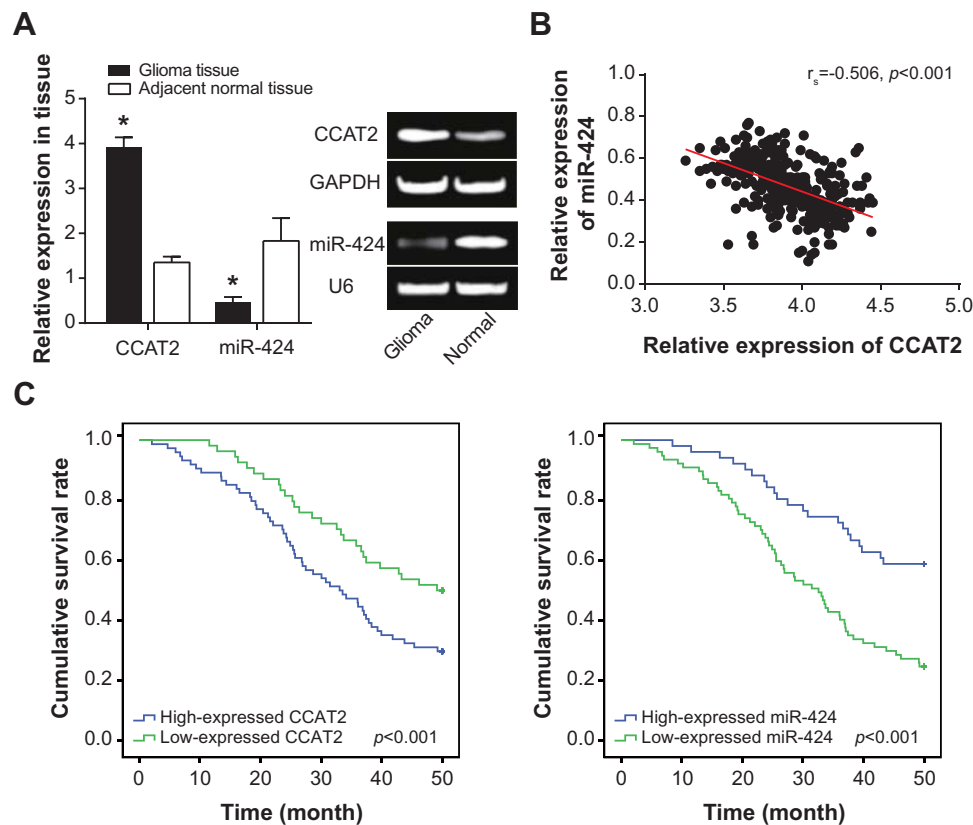 A
Glioma tissue
Adjacent normal tissue
Relative expression in tissue
5
4
3
2
1
0
*
*
CCAT2
miR-424
CCAT2
GAPDH
miR-424
U6
Glioma
Normal
B
rs=-0.506, p<0.001
Relative expression
of miR-424
1.0
0.8
0.6
0.4
0.2
0.0
3.0
3.5
4.0
4.5
5.0
Relative expression of CCAT2
C
Cumulative survival rate
1.0
0.8
0.6
0.4
0.2
0.0
High-expressed CCAT2
Low-expressed CCAT2
p<0.001
0
10
20
30
40
50
Time (month)
Cumulative survival rate
1.0
0.8
0.6
0.4
0.2
0.0
High-expressed miR-424
Low-expressed miR-424
p<0.001
0
10
20
30
40
50
Time (month)